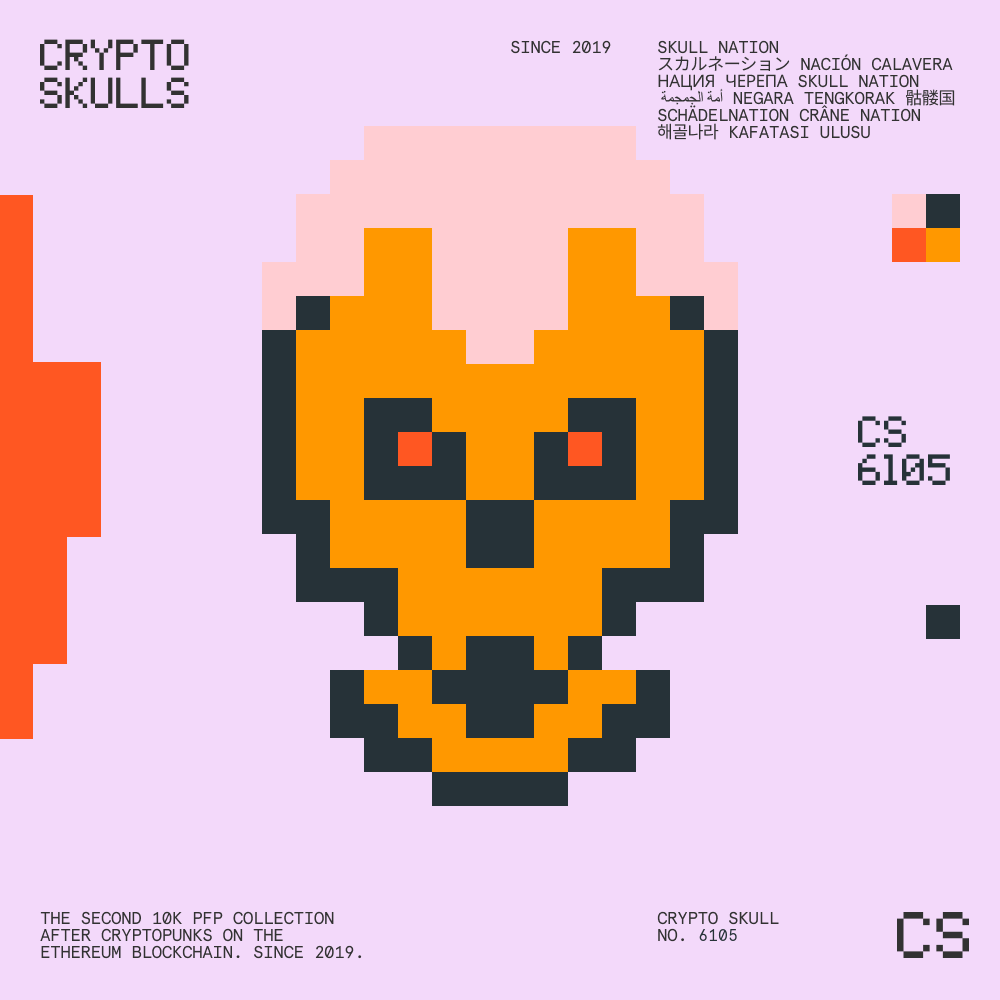 CRYPTO
SKULLS
SINCE 2019
SKULL NATION
スカルネーション NACIÓN CALAVERA
НАЦИЯ ЧЕРЕПА SKULL NATION
أمة الجمجمة NEGARA TENGKORAK 骷髅国
SCHÄDELNATION CRÂNE NATION
해골나라 KAFATASI ULUSU
CS
6105
THE SECOND 10K PFP COLLECTION
AFTER CRYPTOPUNKS ON THE
ETHEREUM BLOCKCHAIN. SINCE 2019.
CRYPTO SKULL
NO. 6105
CS